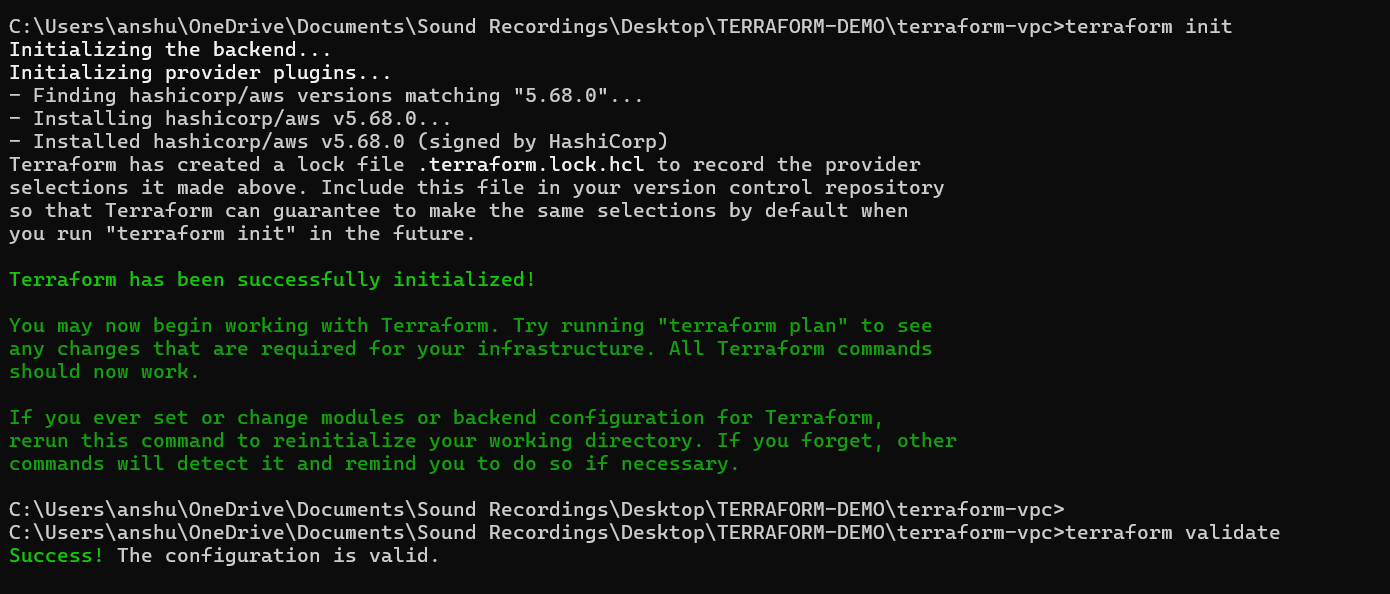 C:\Users\anshu\OneDrive\Documents\Sound Recordings\Desktop\TERRAFORM-DEMO\terraform-vpc>terraform init
Initializing the backend...
Initializing provider plugins...
- Finding hashicorp/aws versions matching "5.68.0"...
- Installing hashicorp/aws v5.68.0...
- Installed hashicorp/aws v5.68.0 (signed by HashiCorp)
Terraform has created a lock file .terraform.lock.hcl to record the provider
selections it made above. Include this file in your version control repository
so that Terraform can guarantee to make the same selections by default when
you run "terraform init" in the future.
Terraform has been successfully initialized!
You may now begin working with Terraform. Try running "terraform plan" to see
any changes that are required for your infrastructure. All Terraform commands
should now work.
If you ever set or change modules or backend configuration for Terraform,
rerun this command to reinitialize your working directory. If you forget, other
commands will detect it and remind you to do so if necessary.
C:\Users\anshu\OneDrive\Documents\Sound Recordings\Desktop\TERRAFORM-DEMO\terraform-vpc>
C:\Users\anshu\OneDrive\Documents\Sound Recordings\Desktop\TERRAFORM-DEMO\terraform-vpc>terraform validate
Success! The configuration is valid.